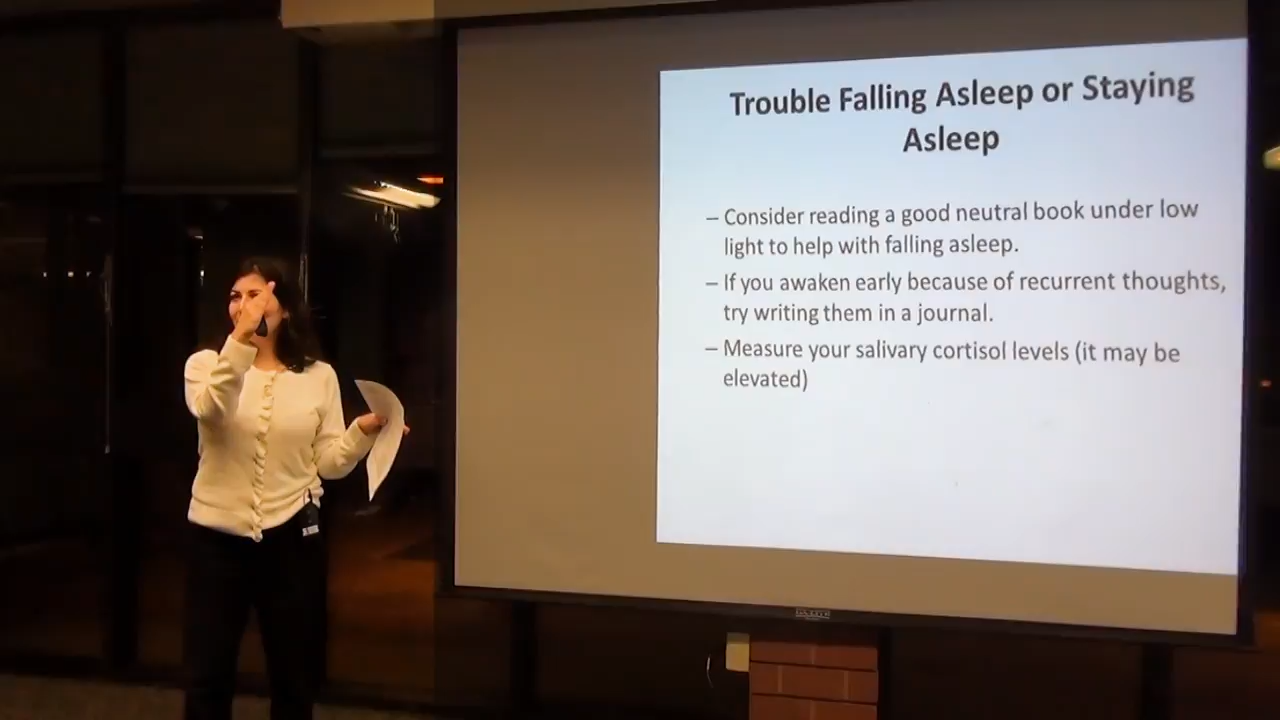 Trouble Falling Asleep or Staying
Asleep
– Consider reading a good neutral book under low
light to help with falling asleep.
– If you awaken early because of recurrent thoughts,
try writing them in a journal.
– Measure your salivary cortisol levels (it may be
elevated)